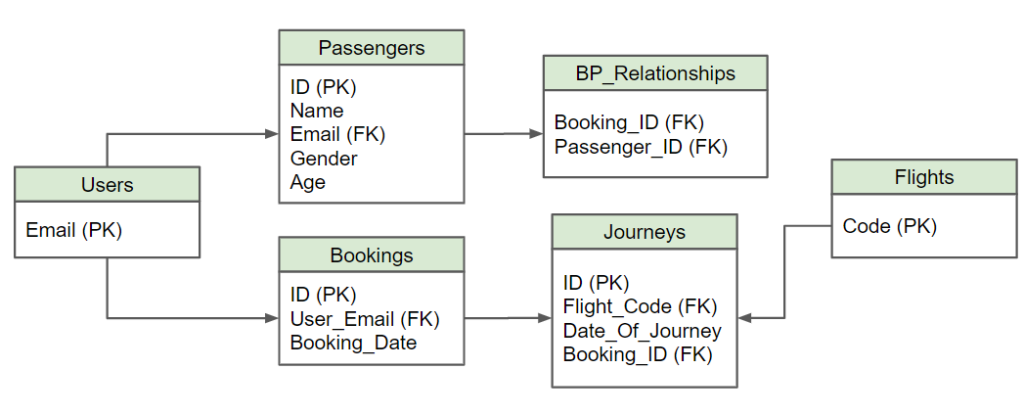 Passengers
ID (PK)
Name
Email (FK)
Gender
Age
BP_Relationships
Booking_ID (FK)
Passenger_ID (FK)
Users
Email (PK)
Flights
Code (PK)
Bookings
ID (PK)
User_Email (FK)
Booking_Date
Journeys
ID (PK)
Flight_Code (FK)
Date_Of_Journey
Booking_ID (FK)